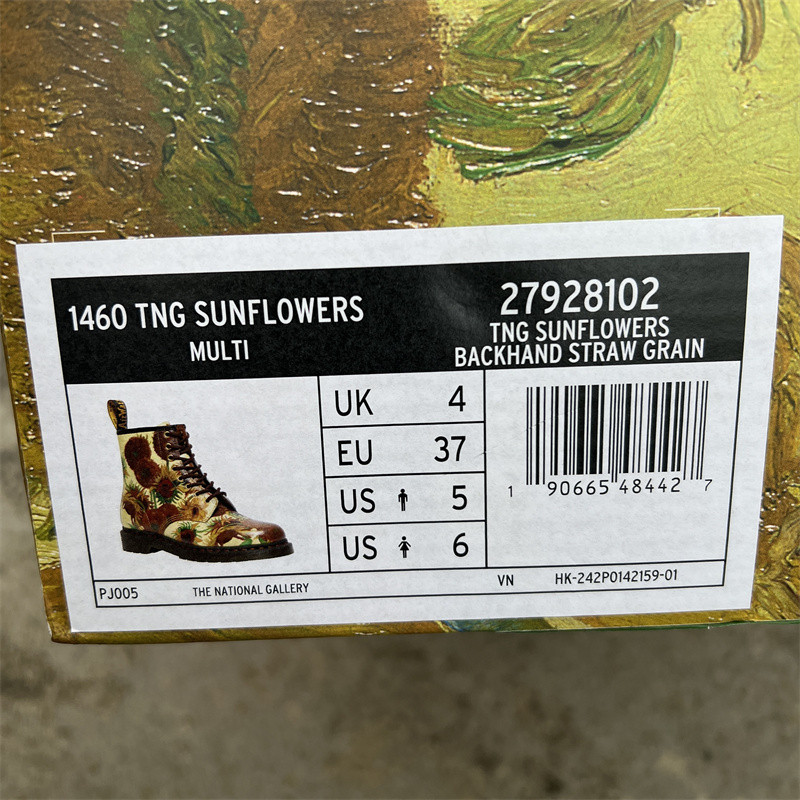 1460 TNG SUNFLOWERS
MULTI
27928102
TNG SUNFLOWERS
BACKHAND STRAW GRAIN
UK 4
EU 37
US 5
US 6
1 90665 48442 7
PJ005 THE NATIONAL GALLERY VN HK-242P0142159-01